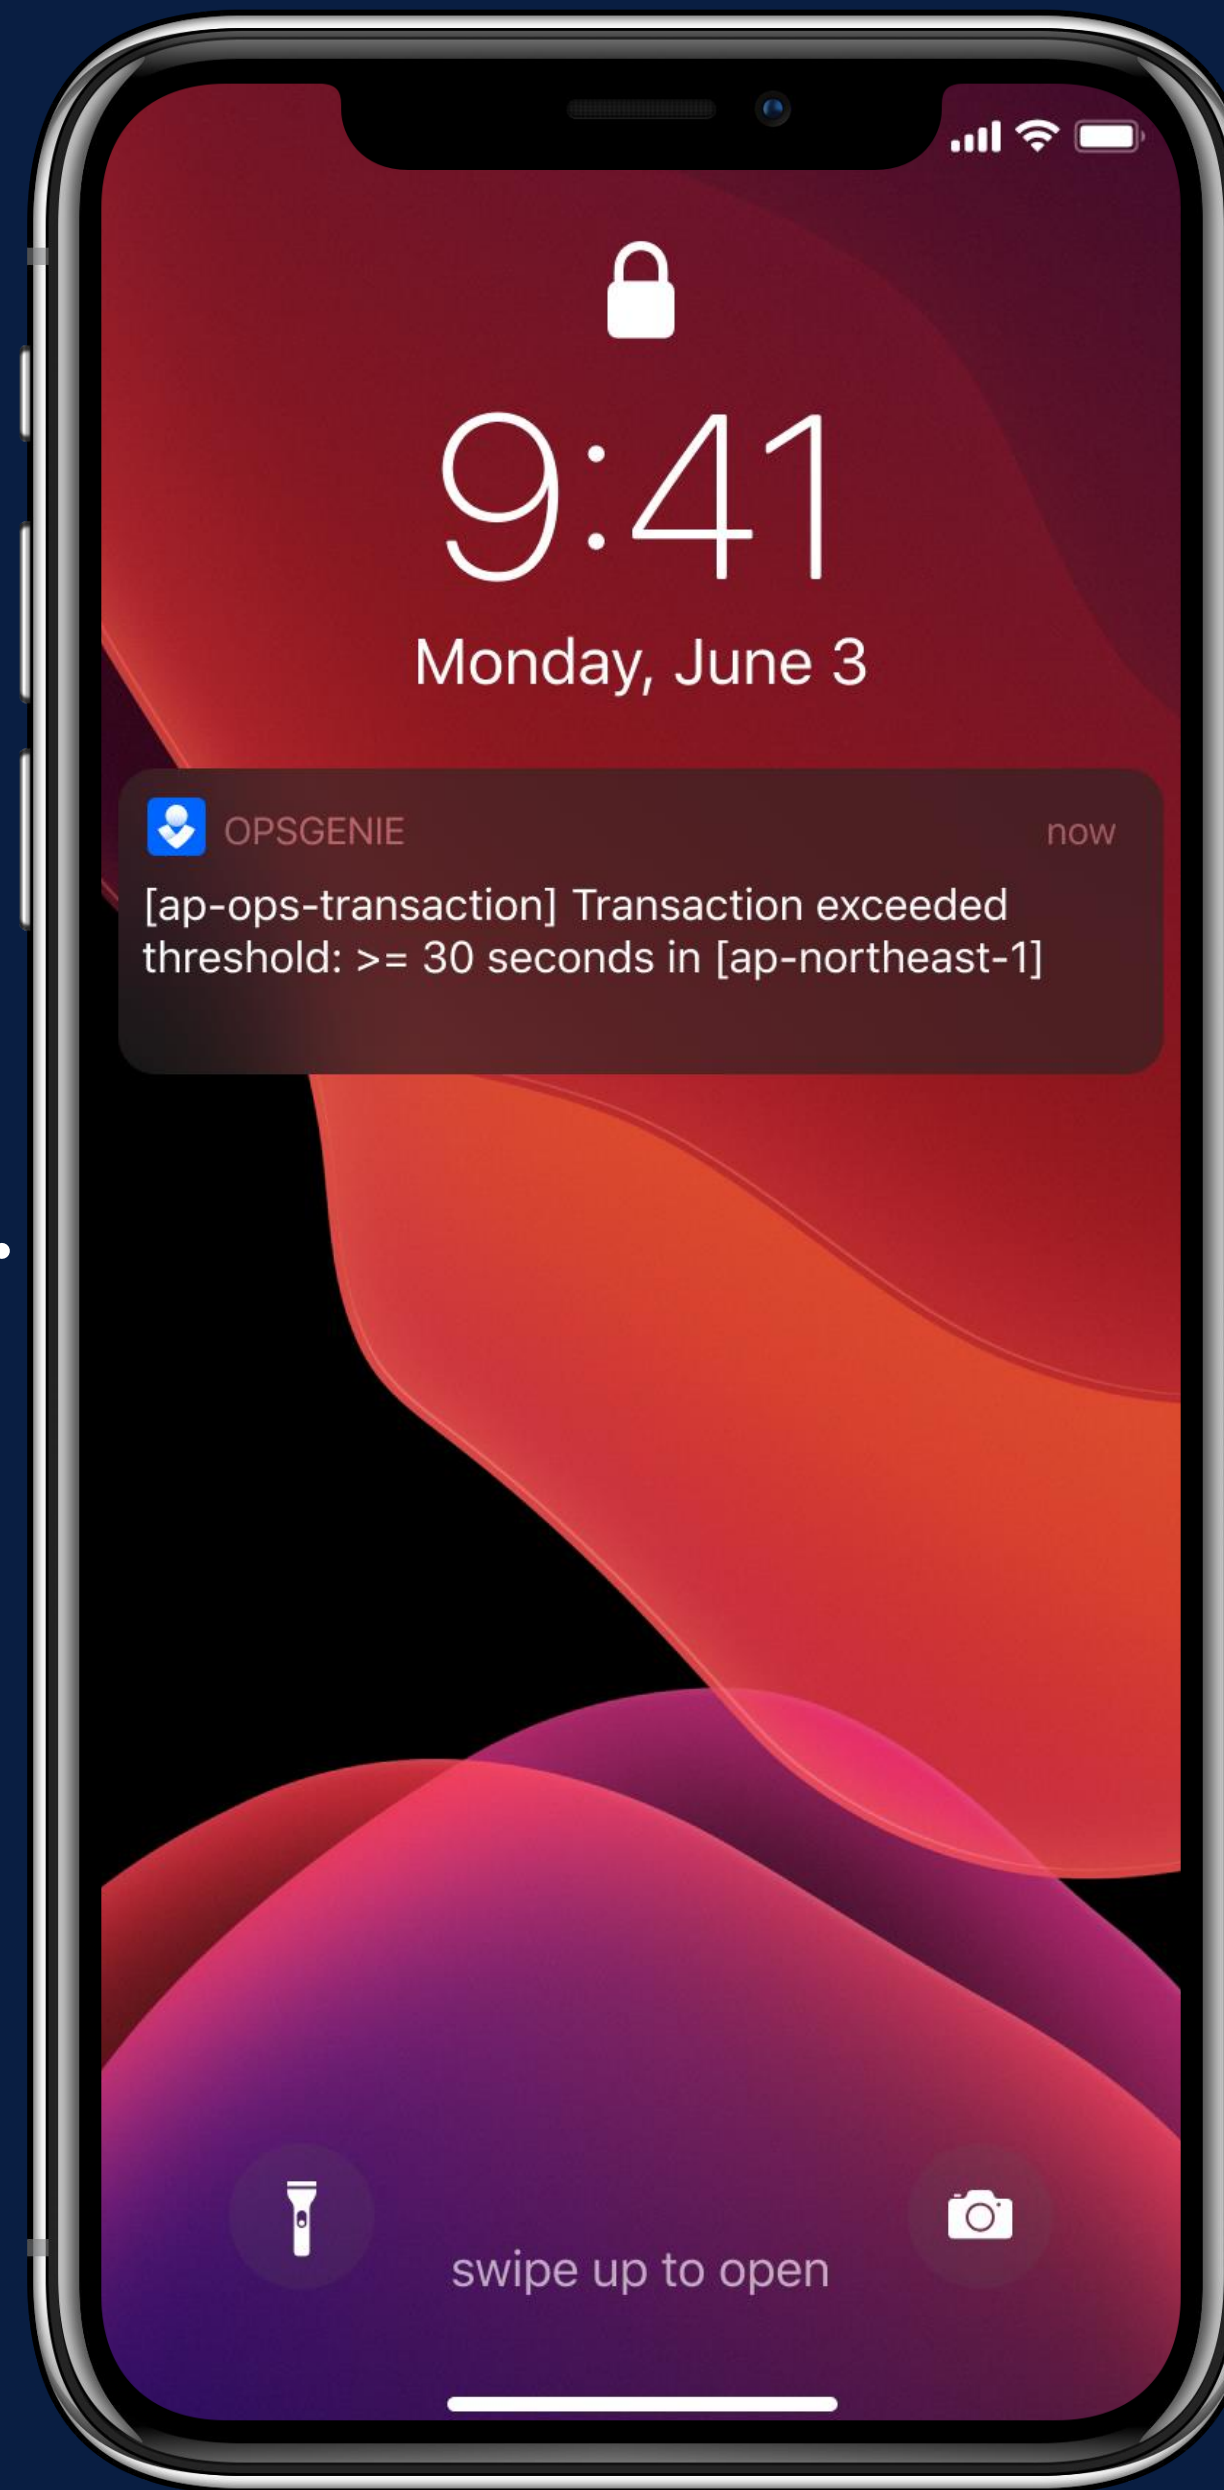 9:41
Monday, June 3
OPSGENIE now
[ap-ops-transaction] Transaction exceeded
threshold: >= 30 seconds in [ap-northeast-1]
swipe up to open